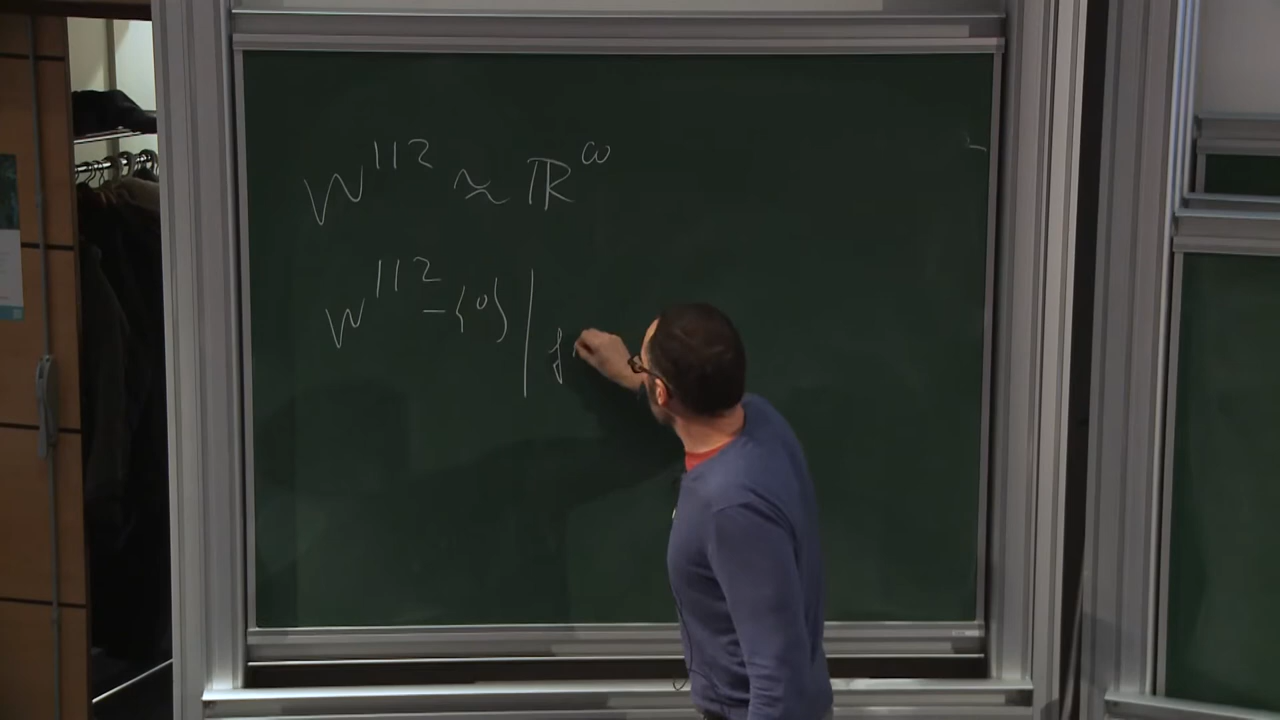 W^{1,2} ≈ ℝ^ω
W^{1,2} - {0} | f